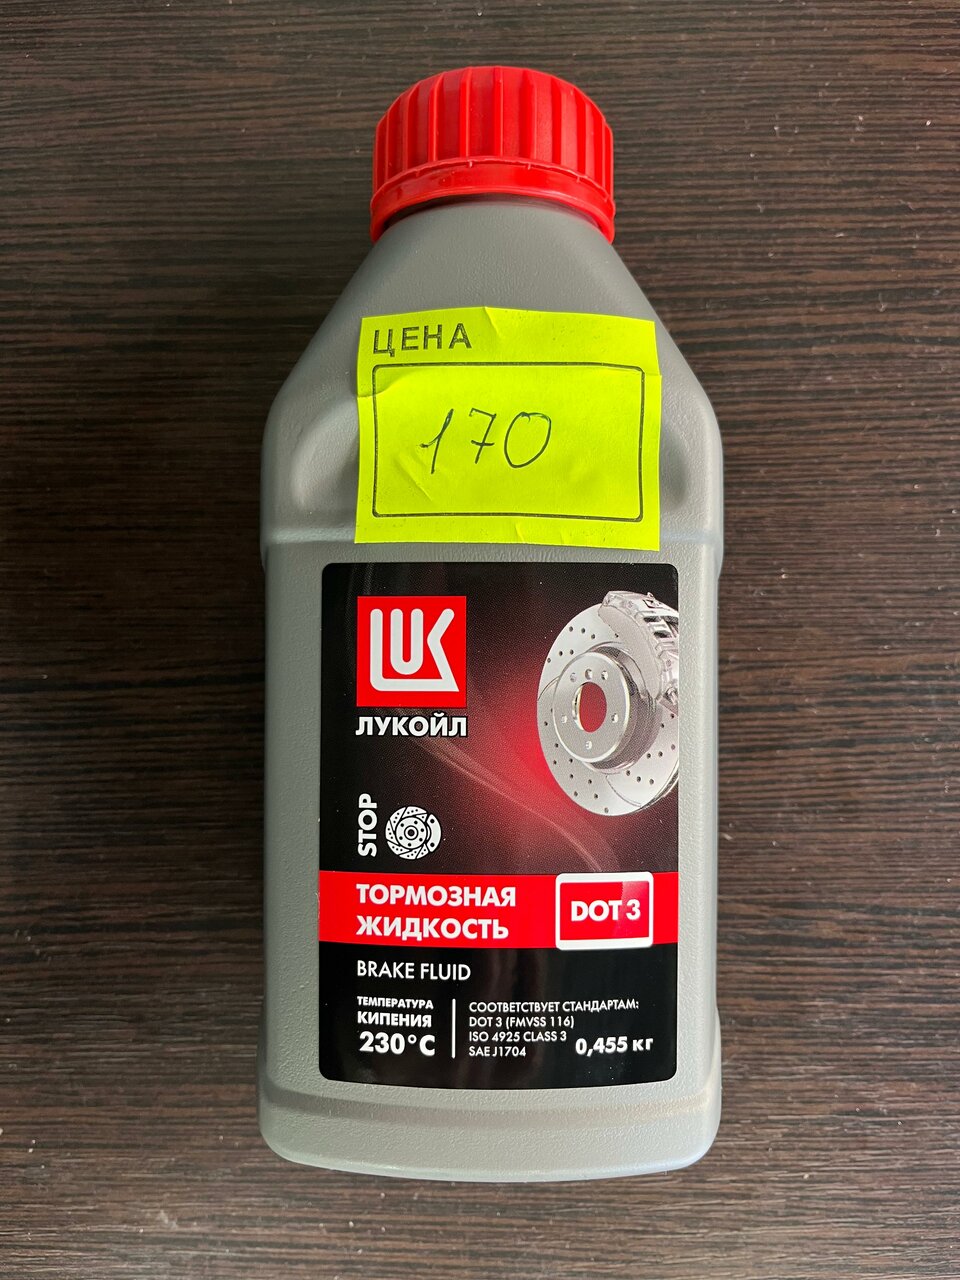 ЦЕНА
170
LUK
ЛУКОЙЛ
STOP
ТОРМОЗНАЯ
ЖИДКОСТЬ
DOT 3
BRAKE FLUID
ТЕМПЕРАТУРА
КИПЕНИЯ
230°C
СООТВЕТСТВУЕТ СТАНДАРТАМ:
DOT 3 (FMVSS 116)
ISO 4925 CLASS 3
SAE J1704
0,455 кг